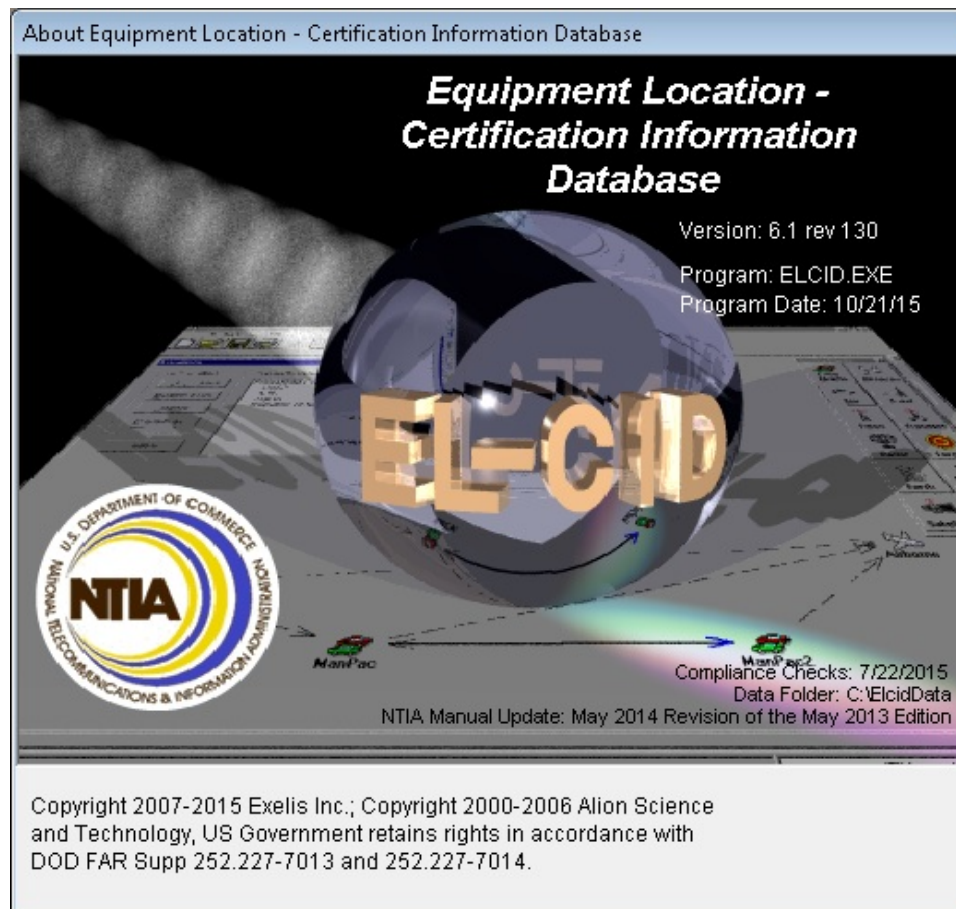 About Equipment Location - Certification Information Database
Equipment Location -
Certification Information
Database
Version: 6.1 rev 130
Program: ELCID.EXE
Program Date: 10/21/15
EL-CID
U.S. DEPARTMENT OF COMMERCE
NATIONAL TELECOMMUNICATIONS & INFORMATION ADMINISTRATION
NTIA
ManPac
ManPac2
Compliance Checks: 7/22/2015
Data Folder: C:\ElcidData
NTIA Manual Update: May 2014 Revision of the May 2013 Edition
Copyright 2007-2015 Exelis Inc.; Copyright 2000-2006 Alion Science
and Technology, US Government retains rights in accordance with
DOD FAR Supp 252.227-7013 and 252.227-7014.